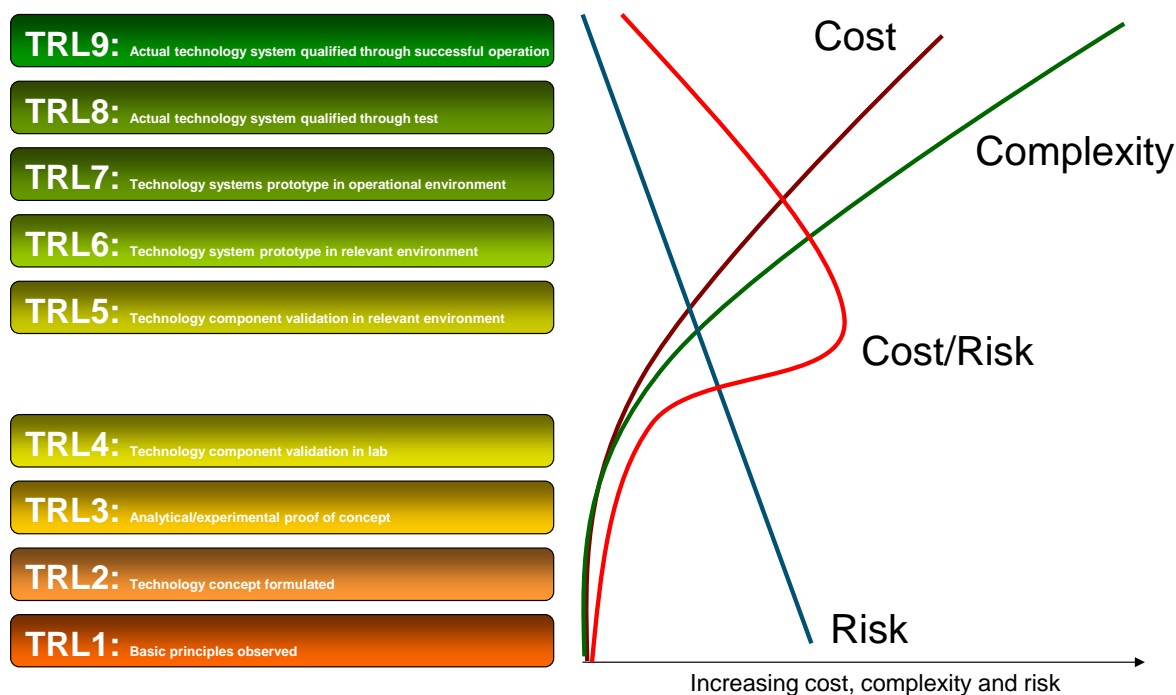 TRL9: Actual technology system qualified through successful operation
TRL8: Actual technology system qualified through test
TRL7: Technology systems prototype in operational environment
TRL6: Technology system prototype in relevant environment
TRL5: Technology component validation in relevant environment
TRL4: Technology component validation in lab
TRL3: Analytical/experimental proof of concept
TRL2: Technology concept formulated
TRL1: Basic principles observed
Cost
Complexity
Cost/Risk
Risk
Increasing cost, complexity and risk